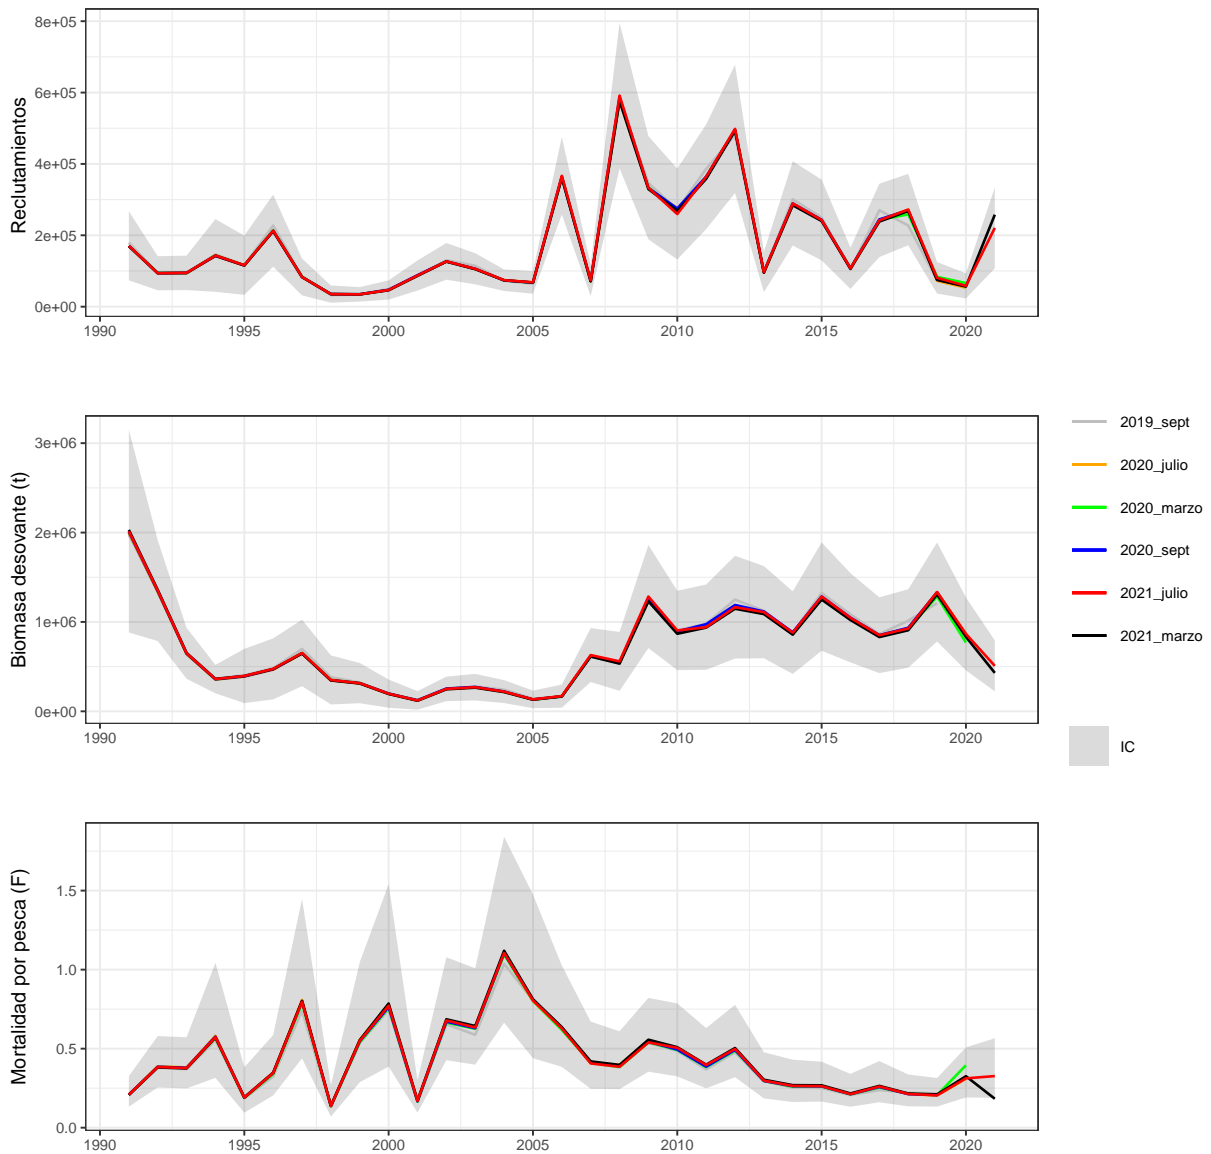 Reclutamientos
8e+05
6e+05
4e+05
2e+05
0e+00
1990 1995 2000 2005 2010 2015 2020
Biomasa desovante (t)
3e+06
2e+06
1e+06
0e+00
1990 1995 2000 2005 2010 2015 2020
2019_sept
2020_julio
2020_marzo
2020_sept
2021_julio
2021_marzo
IC
Mortalidad por pesca (F)
1.5
1.0
0.5
0.0
1990 1995 2000 2005 2010 2015 2020